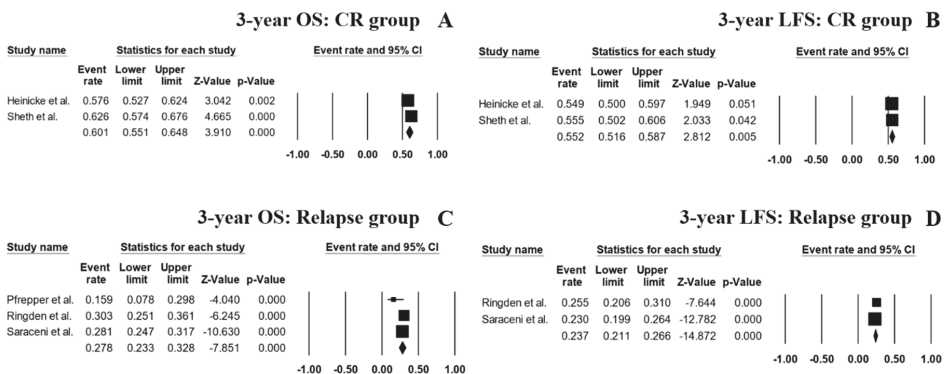 3-year OS: CR group A
Study name Statistics for each study Event rate and 95% CI
Event rate Lower limit Upper limit Z-Value p-Value
Heinicke et al. 0.576 0.527 0.624 3.042 0.002
Sheth et al. 0.626 0.574 0.676 4.665 0.000
0.601 0.551 0.648 3.910 0.000
-1.00 -0.50 0.00 0.50 1.00
3-year LFS: CR group B
Study name Statistics for each study Event rate and 95% CI
Event rate Lower limit Upper limit Z-Value p-Value
Heinicke et al. 0.549 0.500 0.597 1.949 0.051
Sheth et al. 0.555 0.502 0.606 2.033 0.042
0.552 0.516 0.587 2.812 0.005
-1.00 -0.50 0.00 0.50 1.00
3-year OS: Relapse group C
Study name Statistics for each study Event rate and 95% CI
Event rate Lower limit Upper limit Z-Value p-Value
Pfrepper et al. 0.159 0.078 0.298 -4.040 0.000
Ringden et al. 0.303 0.251 0.361 -6.245 0.000
Saraceni et al. 0.281 0.247 0.317 -10.630 0.000
0.278 0.233 0.328 -7.851 0.000
-1.00 -0.50 0.00 0.50 1.00
3-year LFS: Relapse group D
Study name Statistics for each study Event rate and 95% CI
Event rate Lower limit Upper limit Z-Value p-Value
Ringden et al. 0.255 0.206 0.310 -7.644 0.000
Saraceni et al. 0.230 0.199 0.264 -12.782 0.000
0.237 0.211 0.266 -14.872 0.000
-1.00 -0.50 0.00 0.50 1.00